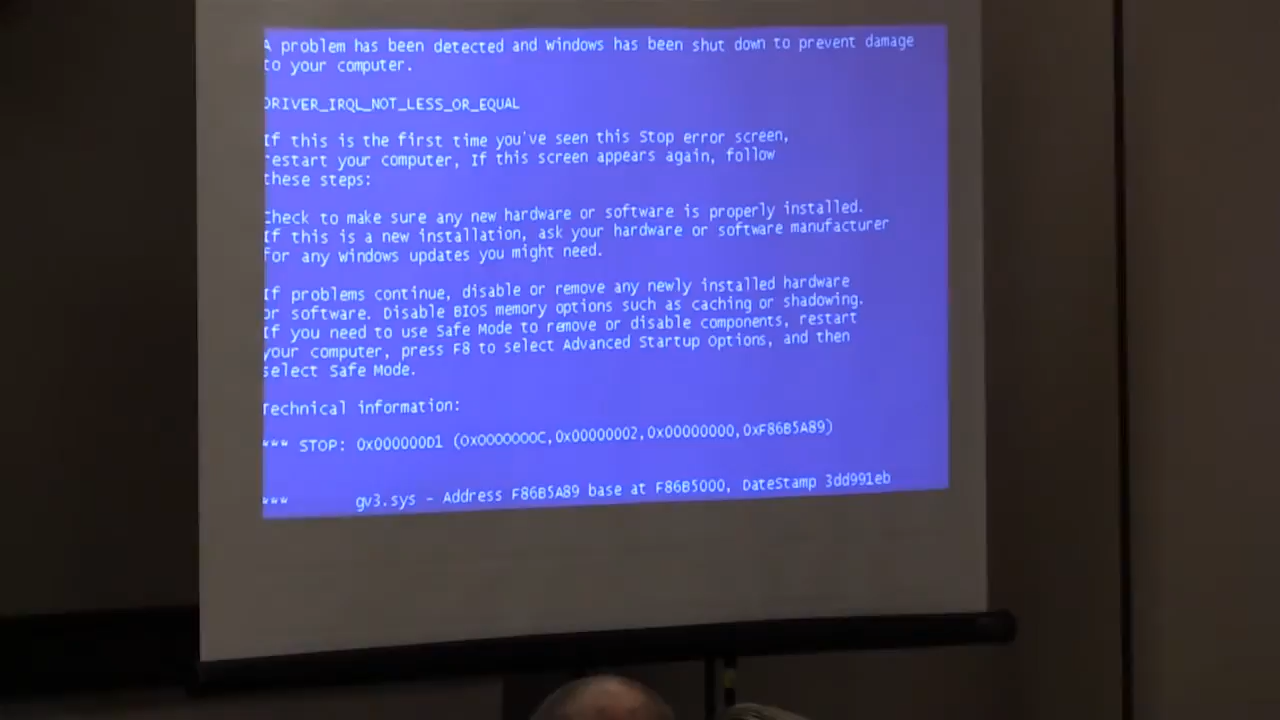 A problem has been detected and windows has been shut down to prevent damage
to your computer.
DRIVER_IRQL_NOT_LESS_OR_EQUAL
If this is the first time you've seen this Stop error screen,
restart your computer, If this screen appears again, follow
these steps:
Check to make sure any new hardware or software is properly installed.
If this is a new installation, ask your hardware or software manufacturer
for any windows updates you might need.
If problems continue, disable or remove any newly installed hardware
or software. Disable BIOS memory options such as caching or shadowing.
If you need to use Safe Mode to remove or disable components, restart
your computer, press F8 to select Advanced Startup Options, and then
select Safe Mode.
Technical information:
*** STOP: 0x000000D1 (0x0000000C,0x00000002,0x00000000,0xF86B5A89)
*** gv3.sys - Address F86B5A89 base at F86B5000, DateStamp 3dd991eb